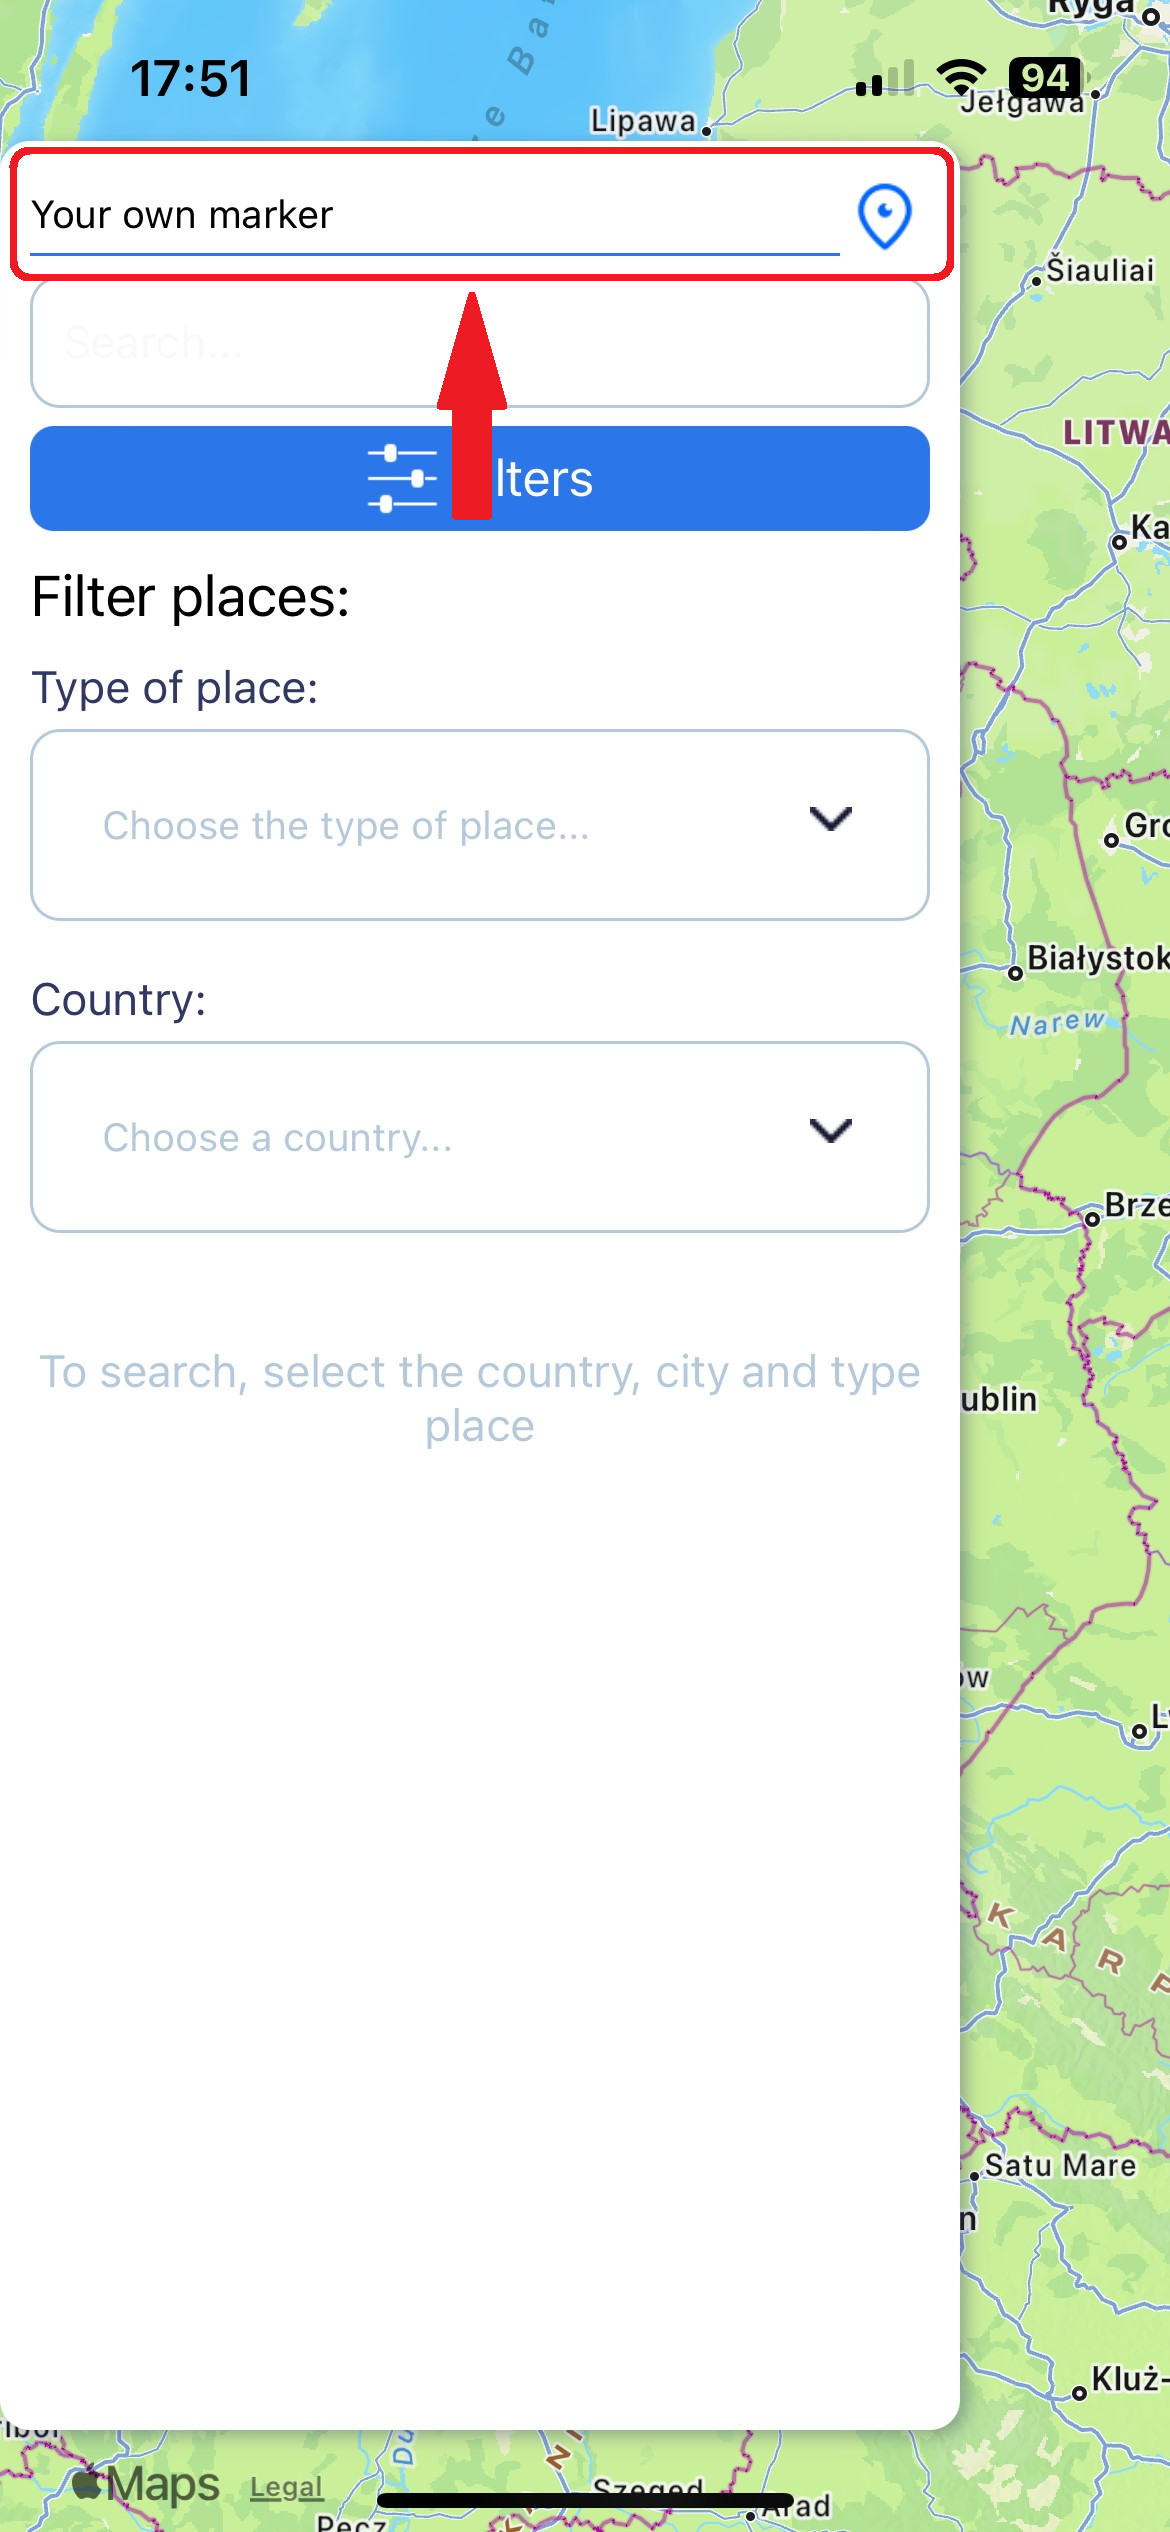 Ryga
17:51
94
Jełgawa
Lipawa
Your own marker
Šiauliai
Search...
LITWA
lters
Ka
Filter places:
Type of place:
Choose the type of place...
Gro
Białystok
Country:
Narew
Choose a country...
Brze
To search, select the country, city and type
place
ublin
ów
L
K A R P
Satu Mare
n
Kluż-
Du
Maps Legal
Szeged
Arad
Pecz